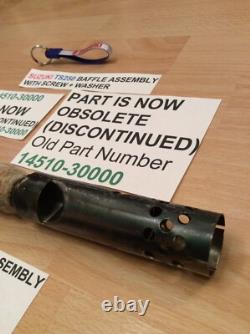 SUZUKI TS250 BAFFLE ASSEMBLY
WITH SCREW + WASHER
PART IS NOW
OBSOLETE
(DISCONTINUED)
Old Part Number
14510-30000
30000
ASSEMBLY